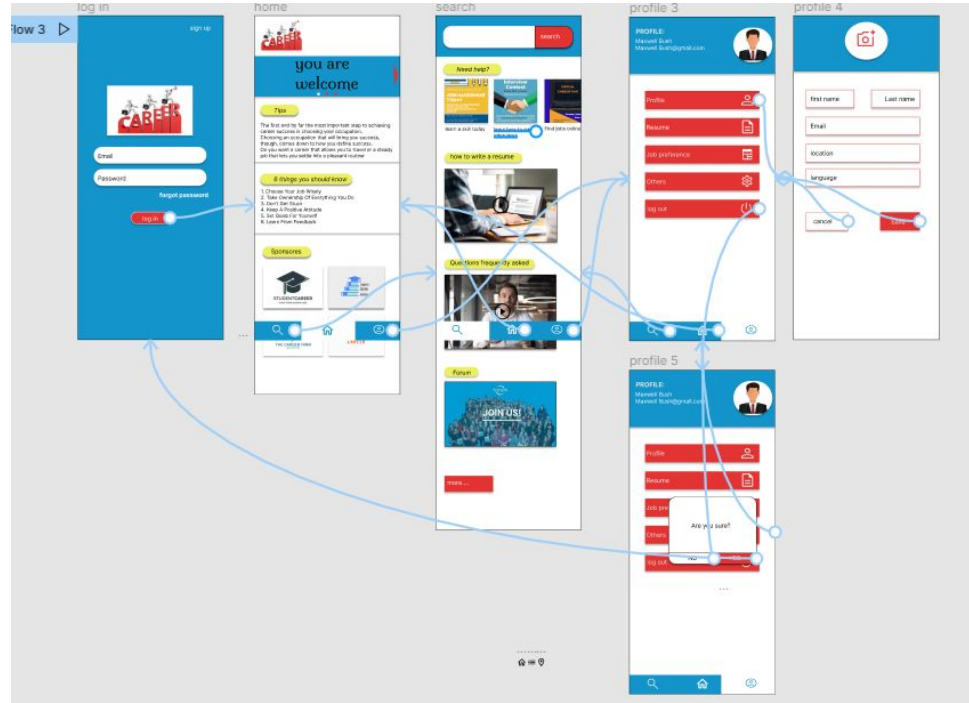 Flow 3
log in
sign up
CAREER
Email
Password
forgot password
log in
home
CAREER
you are
welcome
Tips
The first and by far the most important step to achieving
career success in choosing your occupation.
Choosing an occupation that will bring you success,
though, comes down to how you define success.
Do you want a career that allows you to travel or a steady
job that lets you settle into a pleasant routine
6 things you should know
1. Choose Your Job Wisely
2. Take Ownership Of Everything You Do
3. Don't Get Stuck
4. Keep A Positive Attitude
5. Set Goals For Yourself
6. Learn From Feedback
Sponsores
STUDENTCAREER
THE CAREER
CAREER
search
search
Need help?
Interview
Contest
learn a skill today
Find jobs online
how to write a resume
Questions frequently asked
Forum
JOIN US!
more ...
profile 3
PROFILE:
Maxwell Bush
Maxwell Bush@gmail.com
Profile
Resume
Job preference
Others
log out
profile 4
first name
Last name
Email
location
language
cancel
profile 5
PROFILE:
Maxwell Bush
Maxwell Bush@gmail.com
Profile
Resume
Job pre
Others
log out
Are you sure?
NO